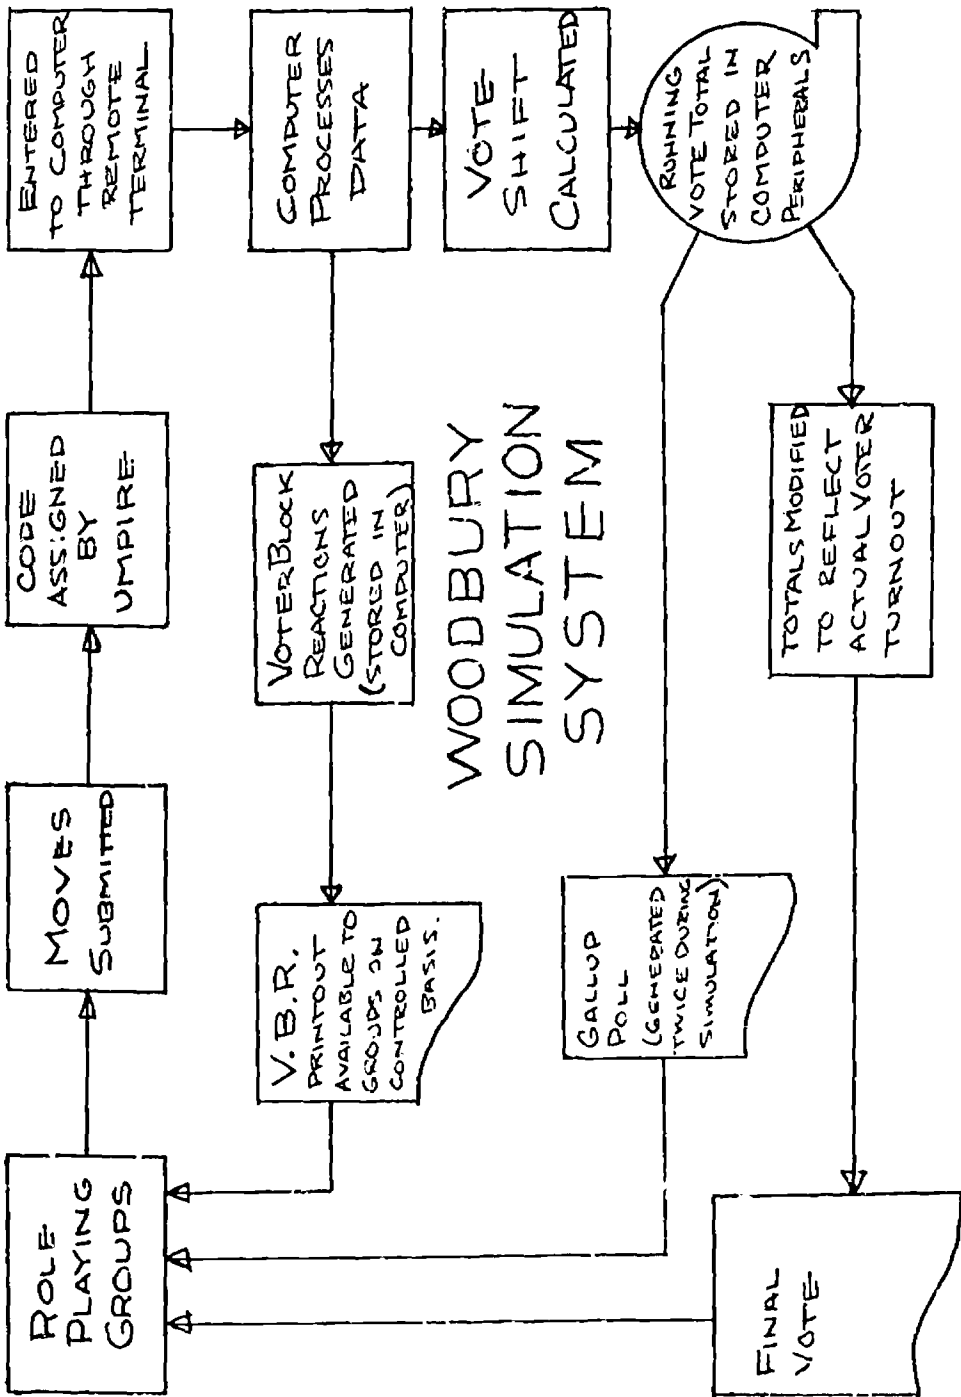 ROLE
PLAYING
GROUPS
MOVES
SUBMITTED
CODE
ASSIGNED
BY
UMPIRE
ENTERED
TO COMPUTER
THROUGH
REMOTE
TERMINAL
V.B.R.
PRINTOUT
AVAILABLE TO
GROUPS ON
CONTROLLED
BASIS.
VOTER BLOCK
REACTIONS
GENERATED
(STORED IN
COMPUTER)
COMPUTER
PROCESSES
DATA
WOODBURY
SIMULATION
SYSTEM
VOTE
SHIFT
CALCULATED
GALLUP
POLL
(GENERATED
TWICE DURING
SIMULATION)
RUNNING
VOTE TOTAL
STORED IN
COMPUTER
PERIPHERALS
FINAL
VOTE
TOTALS MODIFIED
TO REFLECT
ACTUAL VOTER
TURNOUT